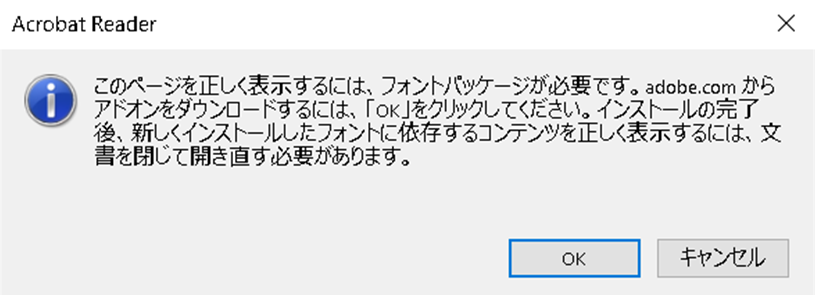 Acrobat Reader
このページを正しく表示するには、フォントパッケージが必要です。adobe.com から
アドオンをダウンロードするには、「OK」をクリックしてください。インストールの完了
後、新しくインストールしたフォントに依存するコンテンツを正しく表示するには、文
書を閉じて開き直す必要があります。
OK
キャンセル